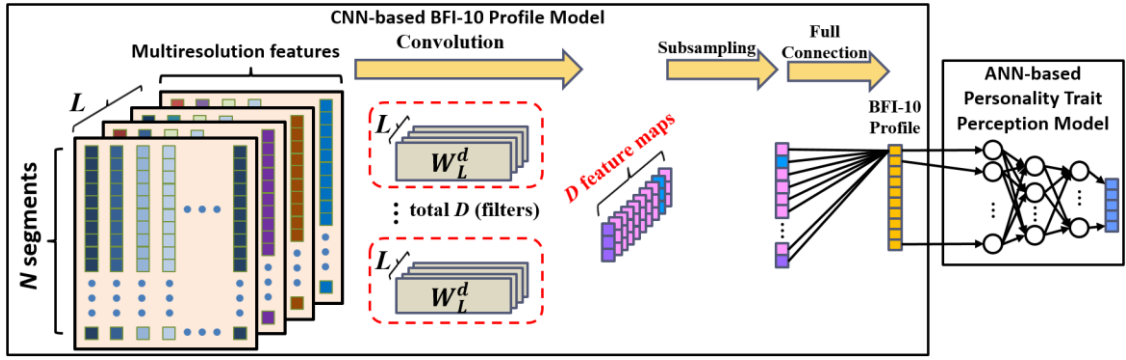 CNN-based BFI-10 Profile Model
Multiresolution features
Convolution
Subsampling
Full
Connection
L
N segments
L
W_L^d
total D (filters)
L
W_L^d
D feature maps
BFI-10
Profile
ANN-based
Personality Trait
Perception Model